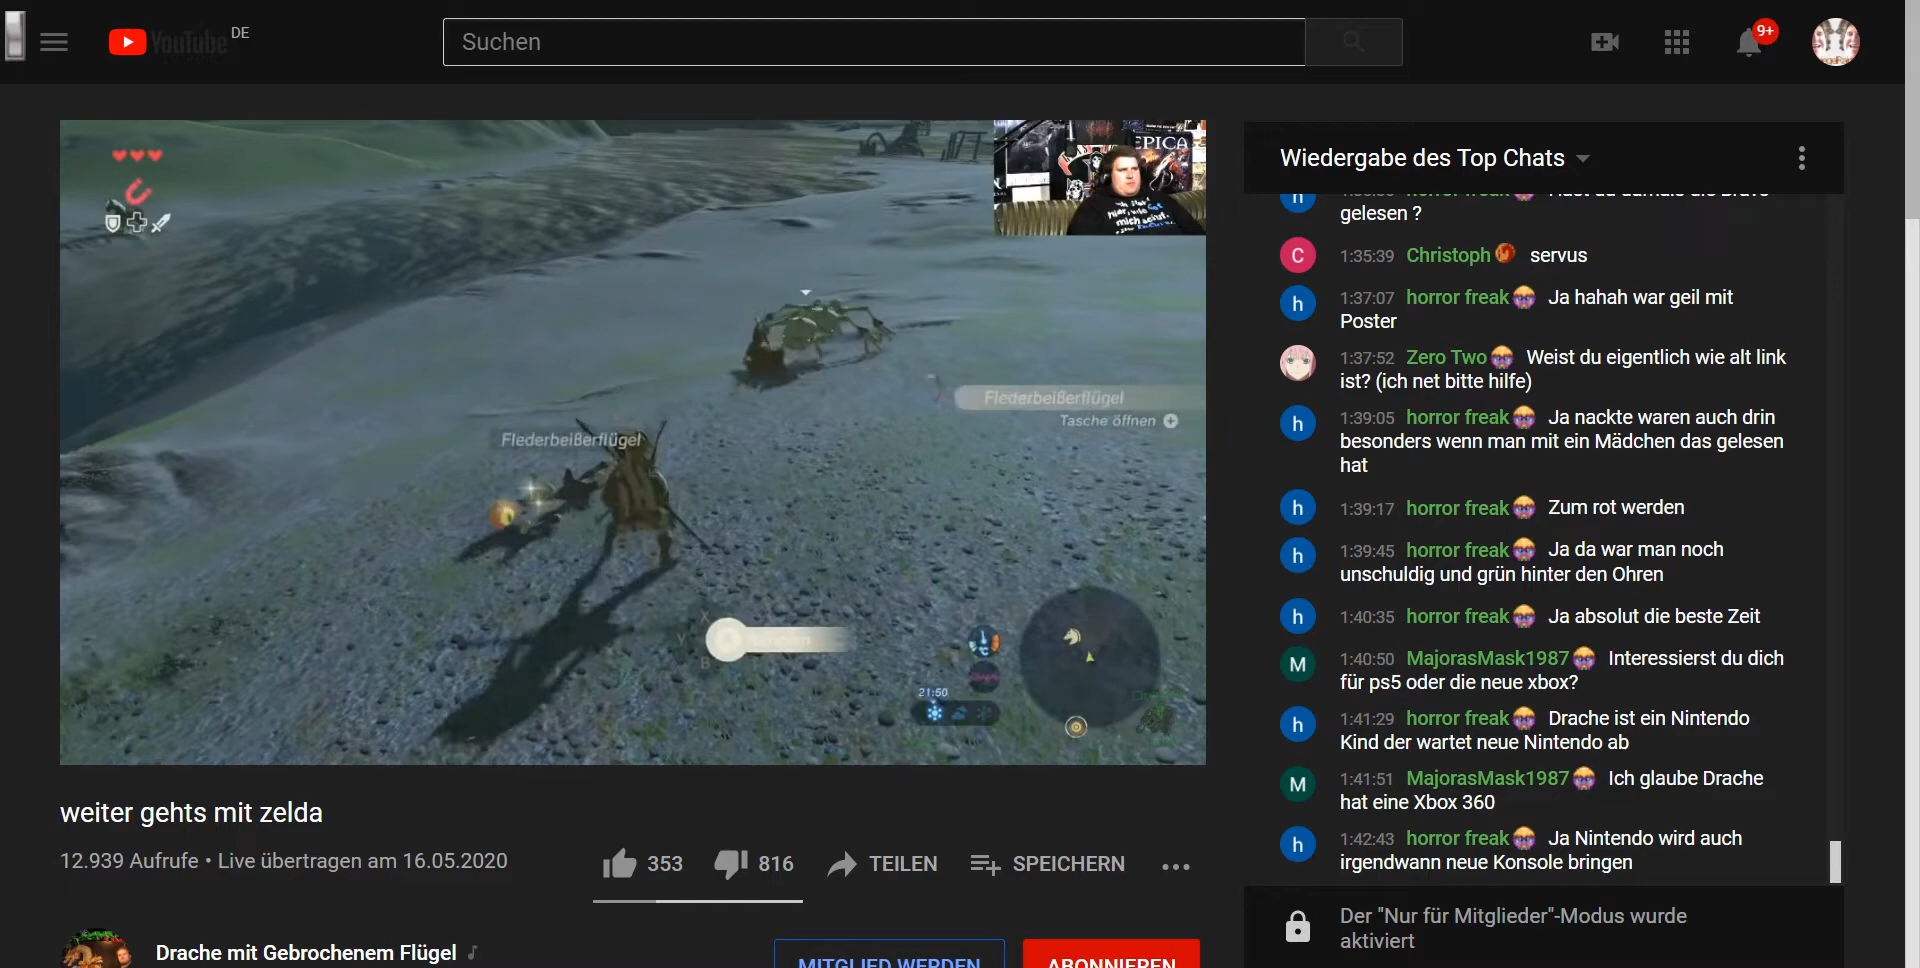 YouTube DE
Suchen
9+
EPICA
Flederbeißerflügel
Tasche öffnen
Flederbeißerflügel
X
Y
B
21:50
weiter gehts mit zelda
12.939 Aufrufe • Live übertragen am 16.05.2020
353 816 TEILEN SPEICHERN
Drache mit Gebrochenem Flügel
MITGLIED WERDEN ABONNIEREN
Wiedergabe des Top Chats
h horror freak
gelesen ?
C 1:35:39 Christoph servus
h 1:37:07 horror freak Ja hahah war geil mit
Poster
1:37:52 Zero Two Weist du eigentlich wie alt link
ist? (ich net bitte hilfe)
h 1:39:05 horror freak Ja nackte waren auch drin
besonders wenn man mit ein Mädchen das gelesen
hat
h 1:39:17 horror freak Zum rot werden
h 1:39:45 horror freak Ja da war man noch
unschuldig und grün hinter den Ohren
h 1:40:35 horror freak Ja absolut die beste Zeit
M 1:40:50 MajorasMask1987 Interessierst du dich
für ps5 oder die neue xbox?
h 1:41:29 horror freak Drache ist ein Nintendo
Kind der wartet neue Nintendo ab
M 1:41:51 MajorasMask1987 Ich glaube Drache
hat eine Xbox 360
h 1:42:43 horror freak Ja Nintendo wird auch
irgendwann neue Konsole bringen
Der "Nur für Mitglieder"-Modus wurde
aktiviert